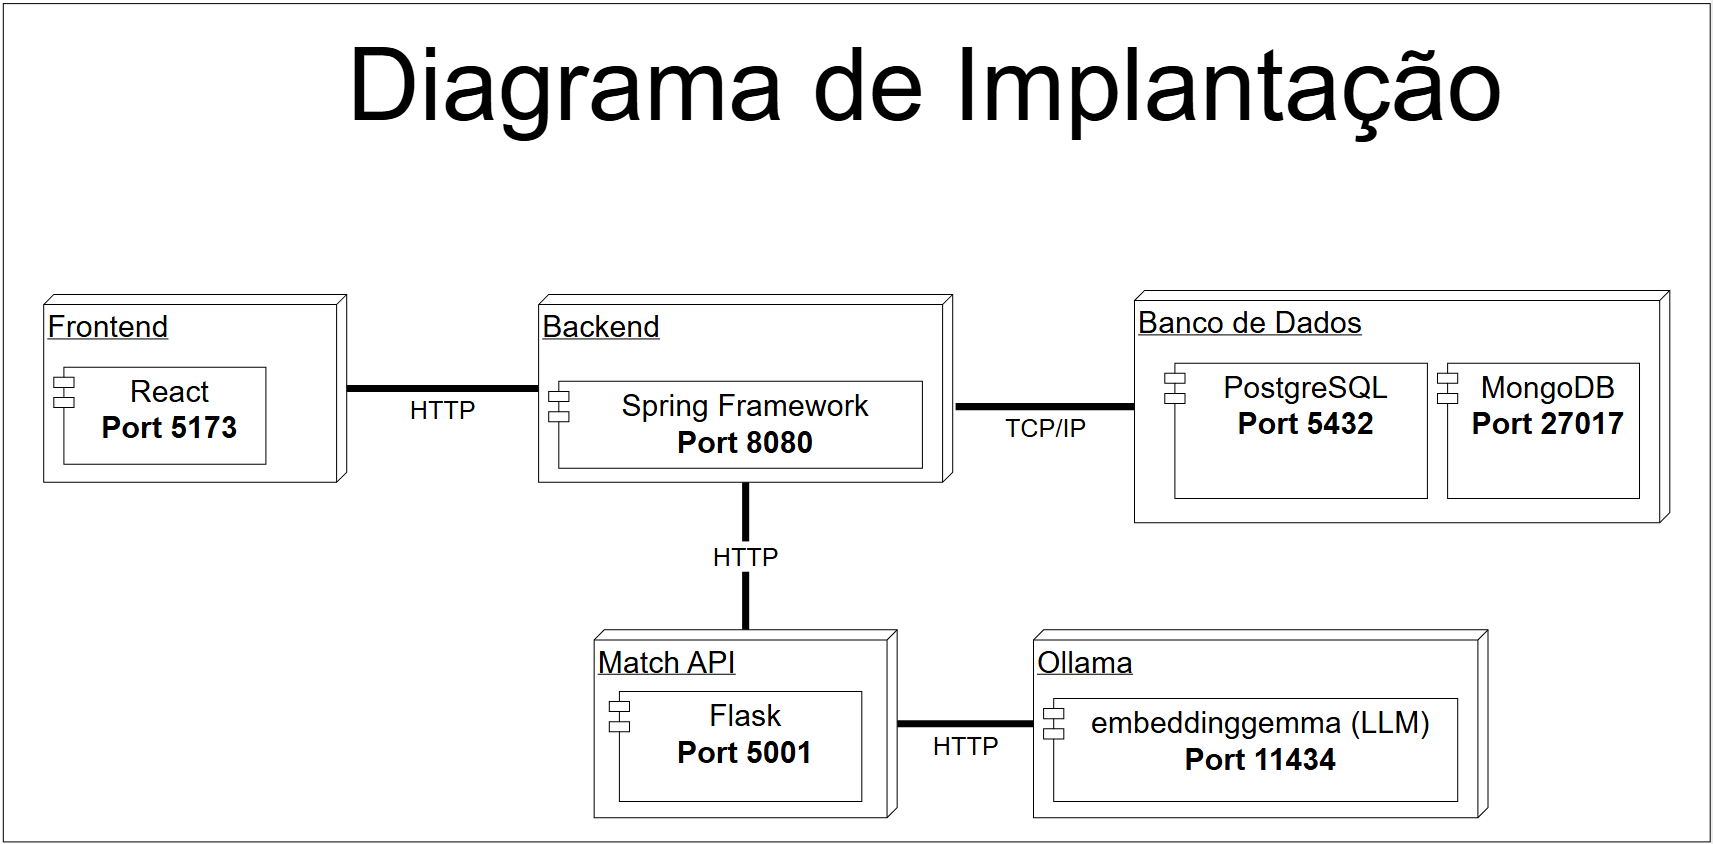 Diagrama de Implantação
Frontend
React
Port 5173
HTTP
Backend
Spring Framework
Port 8080
TCP/IP
Banco de Dados
PostgreSQL
Port 5432
MongoDB
Port 27017
HTTP
Match API
Flask
Port 5001
HTTP
Ollama
embeddinggemma (LLM)
Port 11434